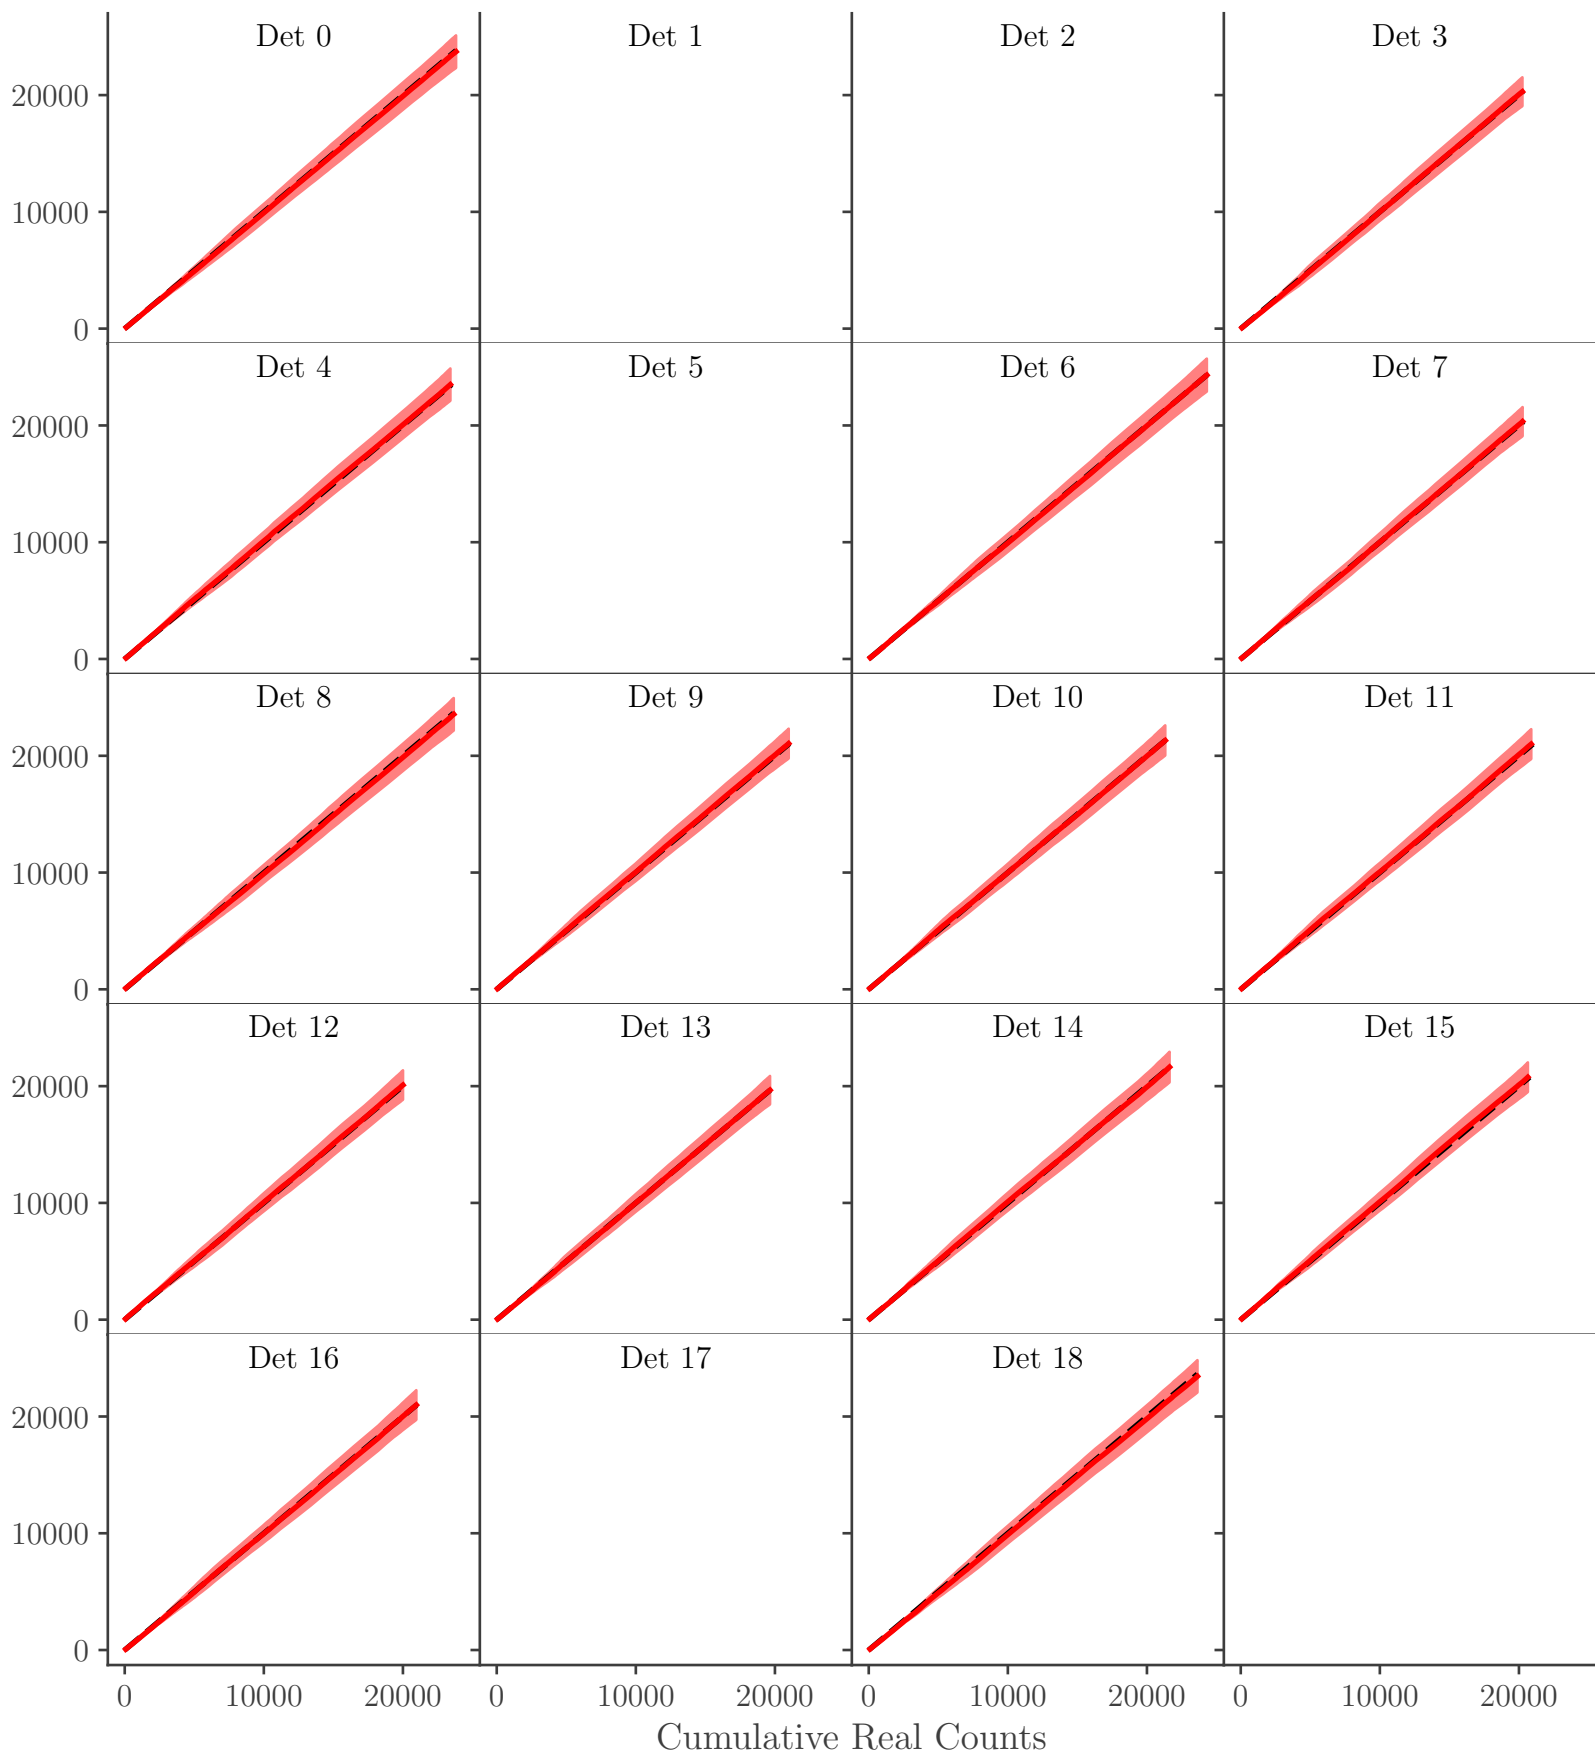 Det 0 Det 1 Det 2 Det 3
20000
10000
0
Det 4 Det 5 Det 6 Det 7
20000
10000
0
Det 8 Det 9 Det 10 Det 11
20000
10000
0
Det 12 Det 13 Det 14 Det 15
20000
10000
0
Det 16 Det 17 Det 18
20000
10000
0
0 10000 20000 0 10000 20000 0 10000 20000 0 10000 20000
Cumulative Real Counts